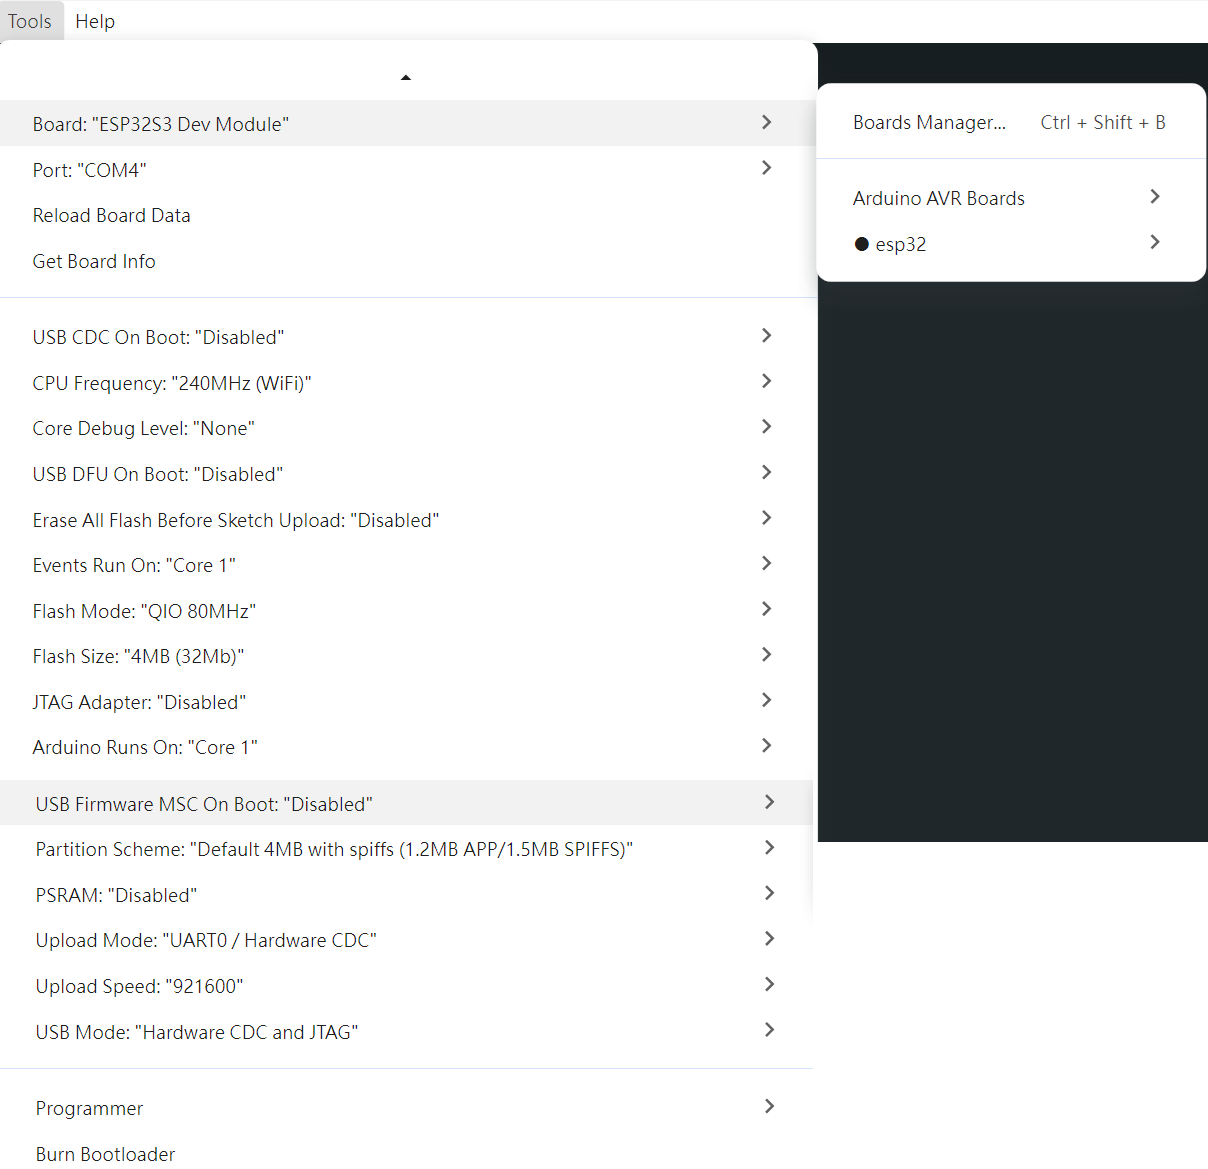 Tools Help
Board: "ESP32S3 Dev Module"
Port: "COM4"
Reload Board Data
Get Board Info
Boards Manager... Ctrl + Shift + B
Arduino AVR Boards
esp32
USB CDC On Boot: "Disabled"
CPU Frequency: "240MHz (WiFi)"
Core Debug Level: "None"
USB DFU On Boot: "Disabled"
Erase All Flash Before Sketch Upload: "Disabled"
Events Run On: "Core 1"
Flash Mode: "QIO 80MHz"
Flash Size: "4MB (32Mb)"
JTAG Adapter: "Disabled"
Arduino Runs On: "Core 1"
USB Firmware MSC On Boot: "Disabled"
Partition Scheme: "Default 4MB with spiffs (1.2MB APP/1.5MB SPIFFS)"
PSRAM: "Disabled"
Upload Mode: "UART0 / Hardware CDC"
Upload Speed: "921600"
USB Mode: "Hardware CDC and JTAG"
Programmer
Burn Bootloader